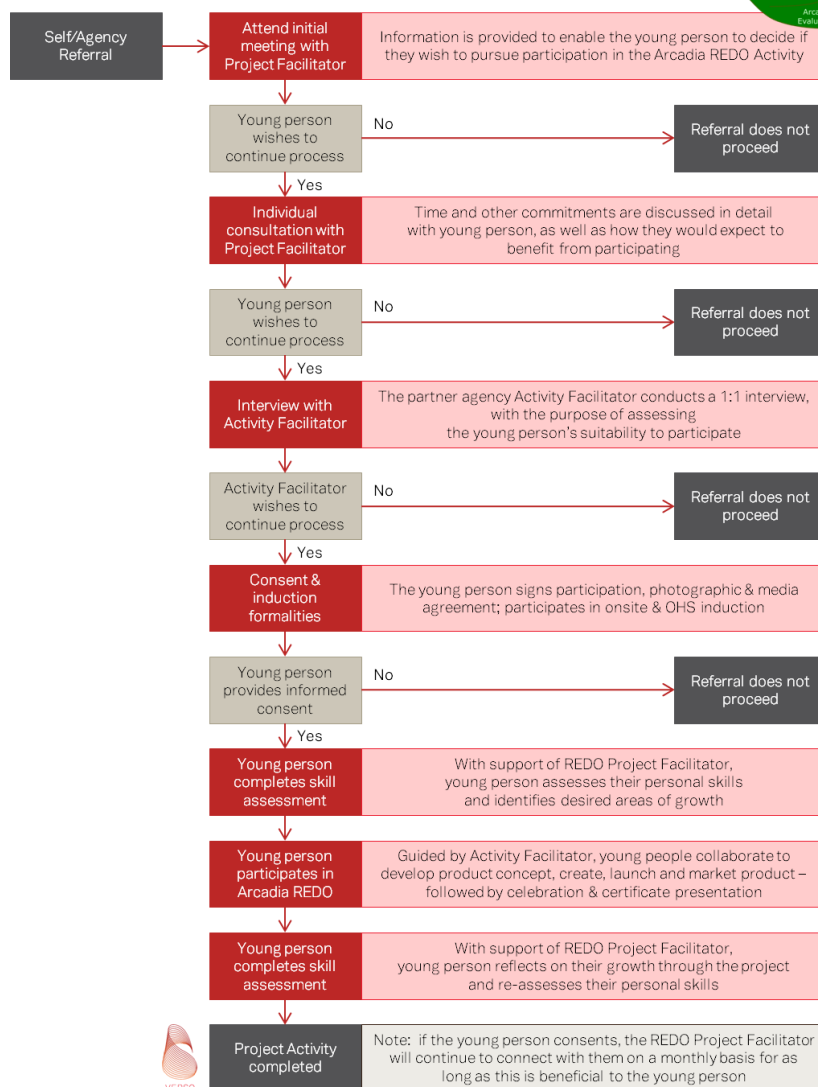 Self/Agency
Referral
Attend initial
meeting with
Project Facilitator
Information is provided to enable the young person to decide if
they wish to pursue participation in the Arcadia REDO Activity
Young person
wishes to
continue process
No
Referral does not
proceed
Yes
Individual
consultation with
Project Facilitator
Time and other commitments are discussed in detail
with young person, as well as how they would expect to
benefit from participating
Young person
wishes to
continue process
No
Referral does not
proceed
Yes
Interview with
Activity Facilitator
The partner agency Activity Facilitator conducts a 1:1 interview,
with the purpose of assessing
the young person's suitability to participate
Activity Facilitator
wishes to
continue process
No
Referral does not
proceed
Yes
Consent &
induction
formalities
The young person signs participation, photographic & media
agreement; participates in onsite & OHS induction
Young person
provides informed
consent
No
Referral does not
proceed
Yes
Young person
completes skill
assessment
With support of REDO Project Facilitator,
young person assesses their personal skills
and identifies desired areas of growth
Young person
participates in
Arcadia REDO
Guided by Activity Facilitator, young people collaborate to
develop product concept, create, launch and market product –
followed by celebration & certificate presentation
Young person
completes skill
assessment
With support of REDO Project Facilitator,
young person reflects on their growth through the project
and re-assesses their personal skills
Project Activity
completed
Note: if the young person consents, the REDO Project Facilitator
will continue to connect with them on a monthly basis for as
long as this is beneficial to the young person